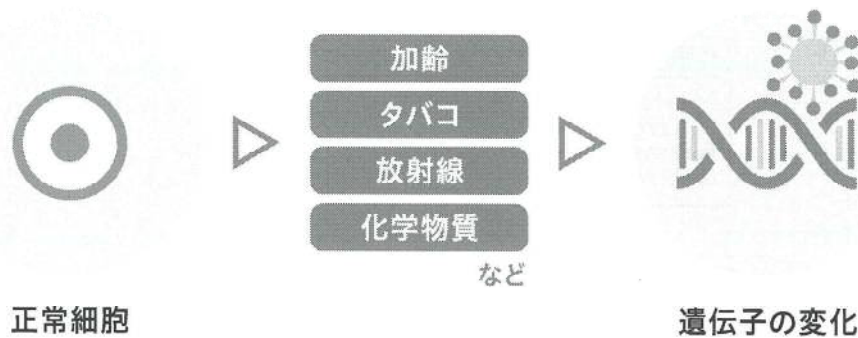 加齢
タバコ
放射線
化学物質
など
正常細胞
遺伝子の変化